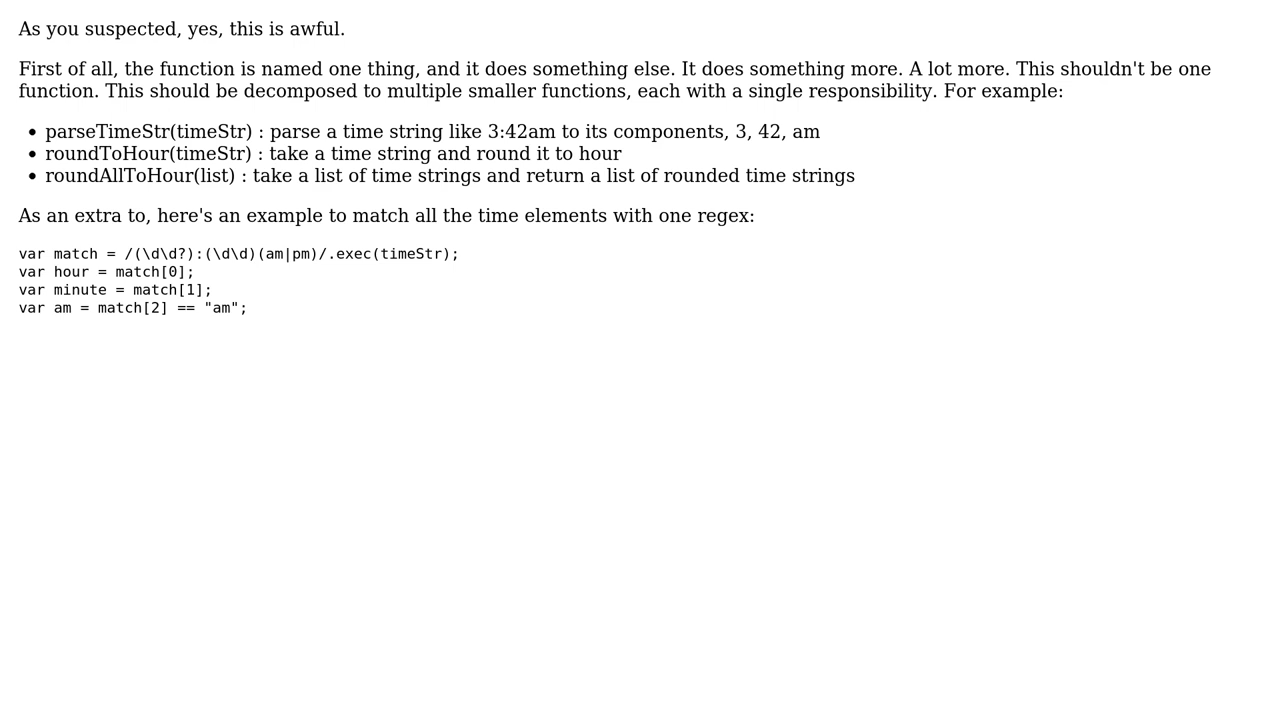 As you suspected, yes, this is awful.
First of all, the function is named one thing, and it does something else. It does something more. A lot more. This shouldn't be one
function. This should be decomposed to multiple smaller functions, each with a single responsibility. For example:
• parseTimeStr(timeStr) : parse a time string like 3:42am to its components, 3, 42, am
• roundToHour(timeStr) : take a time string and round it to hour
• roundAllToHour(list) : take a list of time strings and return a list of rounded time strings
As an extra to, here's an example to match all the time elements with one regex:
var match = /(\d\d?):(\d\d)(am|pm)/.exec(timeStr);
var hour = match[0];
var minute = match[1];
var am = match[2] == "am";